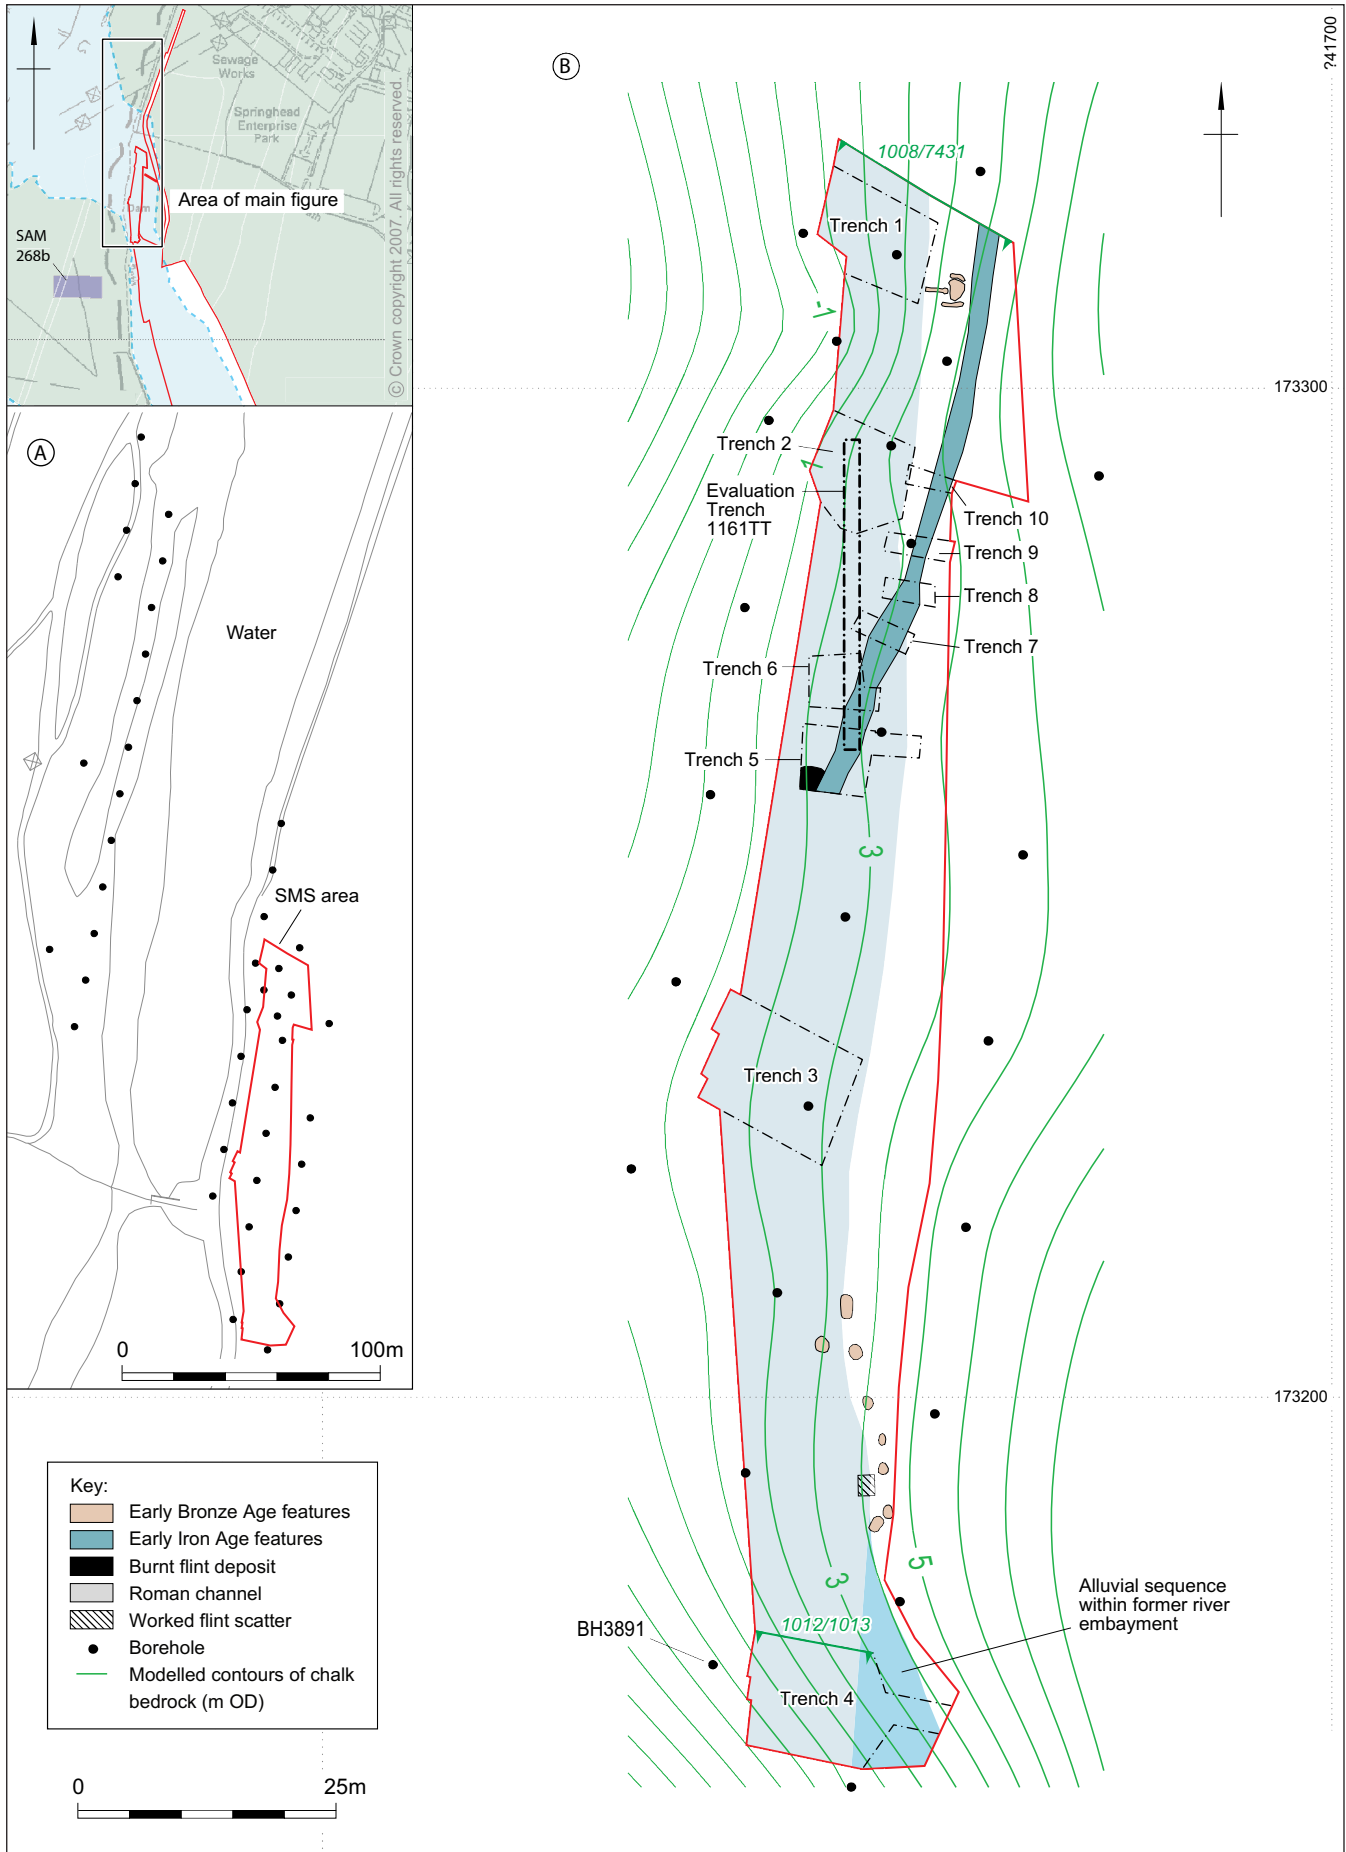 Sewage
Works
Springhead
Enterprise
Park
Area of main figure
Dam
SAM
268b
© Crown copyright 2007. All rights reserved.
A
Water
SMS area
0 100m
B
?41700
1008/7431
Trench 1
-1
173300
Trench 2
1
Evaluation
Trench
1161TT
Trench 10
Trench 9
Trench 8
Trench 7
Trench 6
Trench 5
3
Trench 3
173200
5
3
Alluvial sequence
within former river
embayment
1012/1013
BH3891
Trench 4
Key:
Early Bronze Age features
Early Iron Age features
Burnt flint deposit
Roman channel
Worked flint scatter
Borehole
Modelled contours of chalk
bedrock (m OD)
0 25m